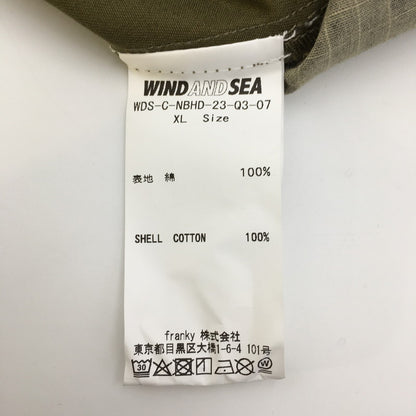 WIND AND SEA
WDS-C-NBHD-23-Q3-07
XL Size
表地 綿 100%
SHELL COTTON 100%
franky 株式会社
東京都目黒区大橋1-6-4 101号
30